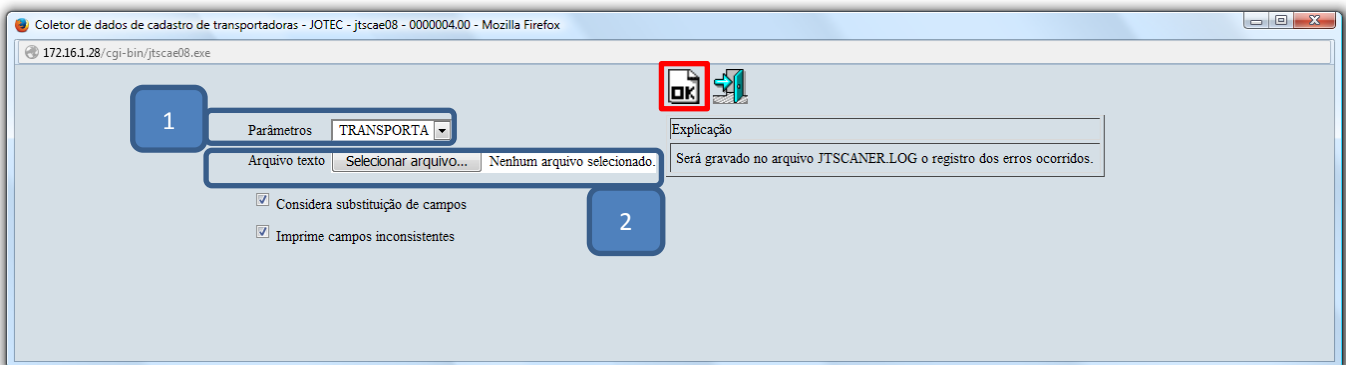 Coletor de dados de cadastro de transportadoras - JOTEC - jtscae08 - 0000004.00 - Mozilla Firefox
172.16.1.28/cgi-bin/jtscae08.exe
OK
1
Parâmetros TRANSPORTA
Explicação
Arquivo texto Selecionar arquivo... Nenhum arquivo selecionado.
Será gravado no arquivo JTSCANER.LOG o registro dos erros ocorridos.
Considera substituição de campos
2
Imprime campos inconsistentes